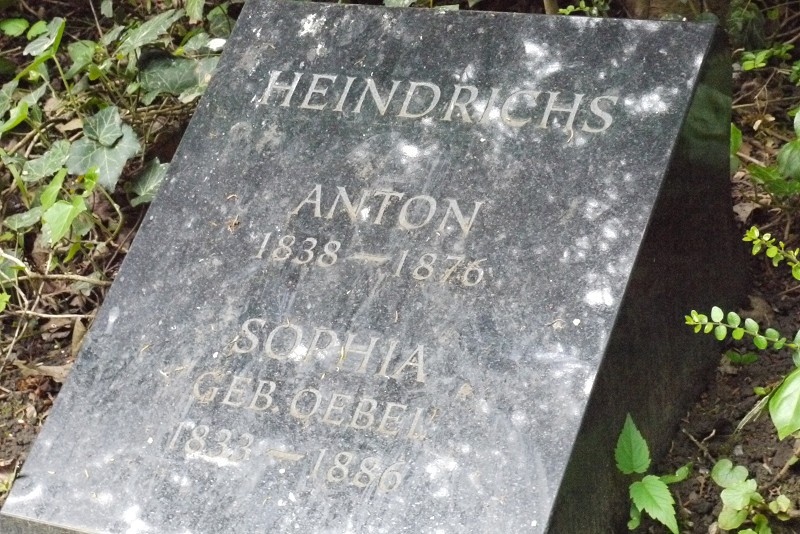 HEINDRICHS
ANTON
1838 — 1876
SOPHIA
GEB. OEBEL
1833 — 1886